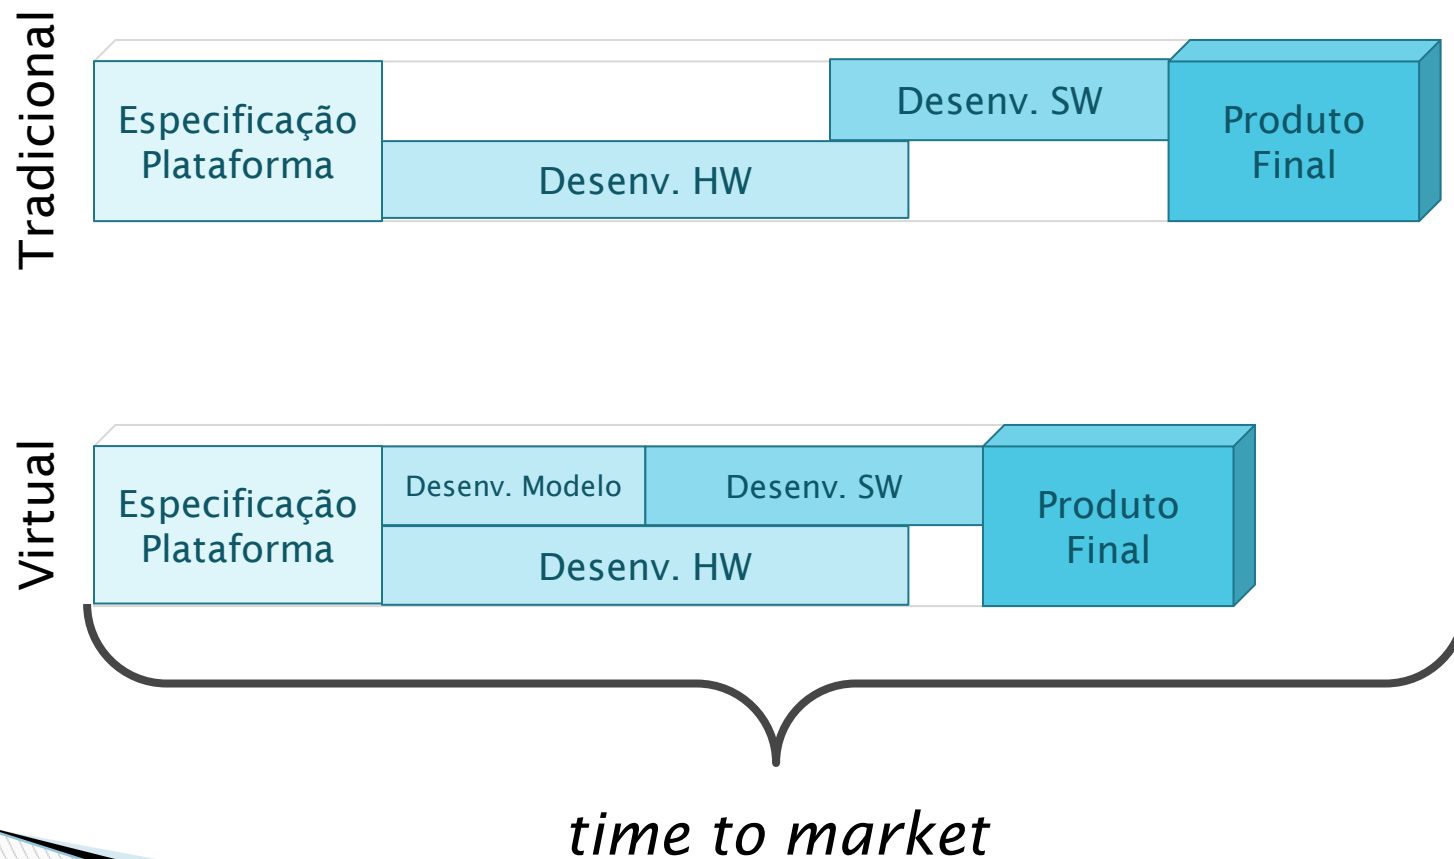 Tradicional
Especificação
Plataforma
Desenv. HW
Desenv. SW
Produto
Final
Virtual
Especificação
Plataforma
Desenv. Modelo
Desenv. SW
Desenv. HW
Produto
Final
time to market